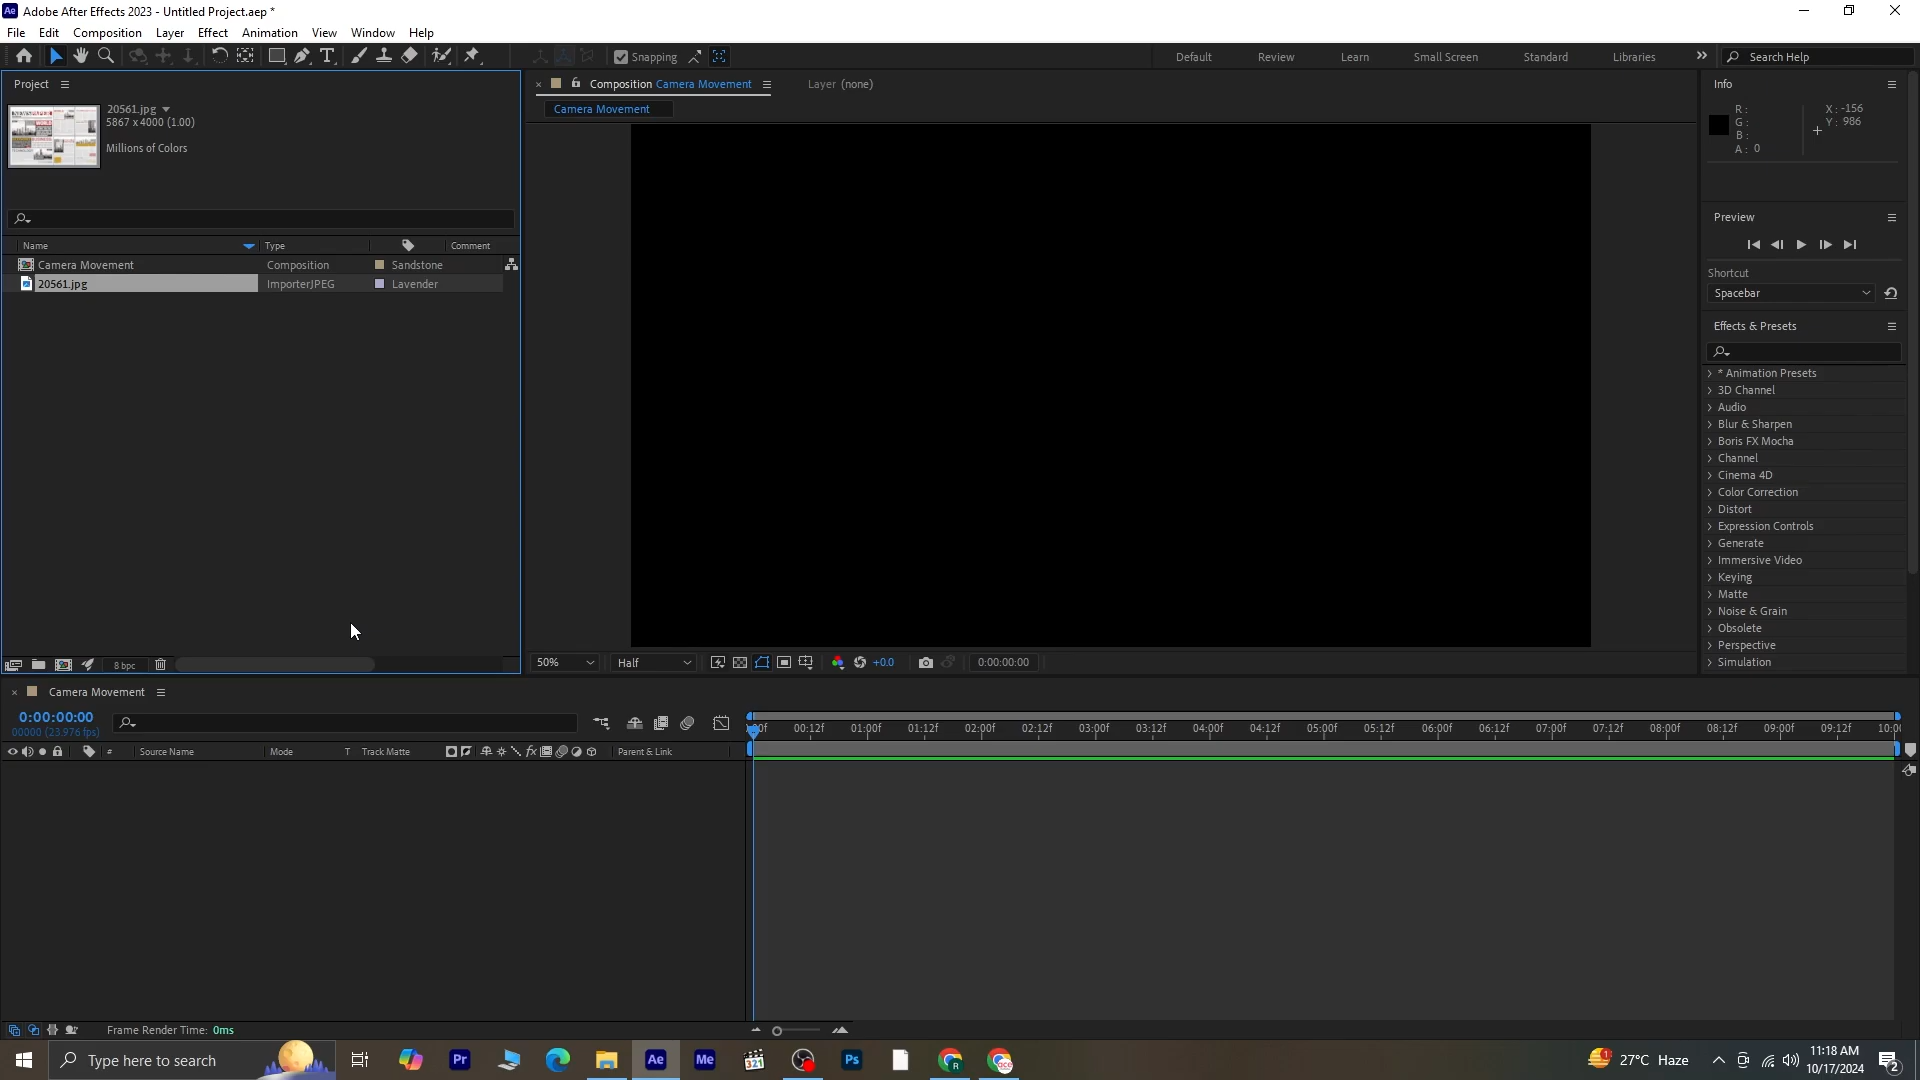 Ae Adobe After Effects 2023 - Untitled Project.aep *
File Edit Composition Layer Effect Animation View Window Help
Snapping Default Review Learn Small Screen Standard Libraries Search Help
Project
20561.jpg
5867 x 4000 (1.00)
Millions of Colors
Name Type Comment
Camera Movement Composition Sandstone
20561.jpg ImporterJPEG Lavender
8 bpc
Composition Camera Movement Layer (none)
Camera Movement
50% Half +0.0 0:00:00:00
Info
R :
G :
B :
A : 0
X : -156
Y : 986
Preview
Shortcut
Spacebar
Effects & Presets
* Animation Presets
3D Channel
Audio
Blur & Sharpen
Boris FX Mocha
Channel
Cinema 4D
Color Correction
Distort
Expression Controls
Generate
Immersive Video
Keying
Matte
Noise & Grain
Obsolete
Perspective
Simulation
Camera Movement
0:00:00:00
00000 (23.976 fps)
# Source Name Mode T Track Matte Parent & Link
00:12f 01:00f 01:12f 02:00f 02:12f 03:00f 03:12f 04:00f 04:12f 05:00f 05:12f 06:00f 06:12f 07:00f 07:12f 08:00f 08:12f 09:00f 09:12f
Frame Render Time: 0ms
Type here to search
Pr Ae Me 321 Ps
27°C Haze
11:18 AM
10/17/2024
2